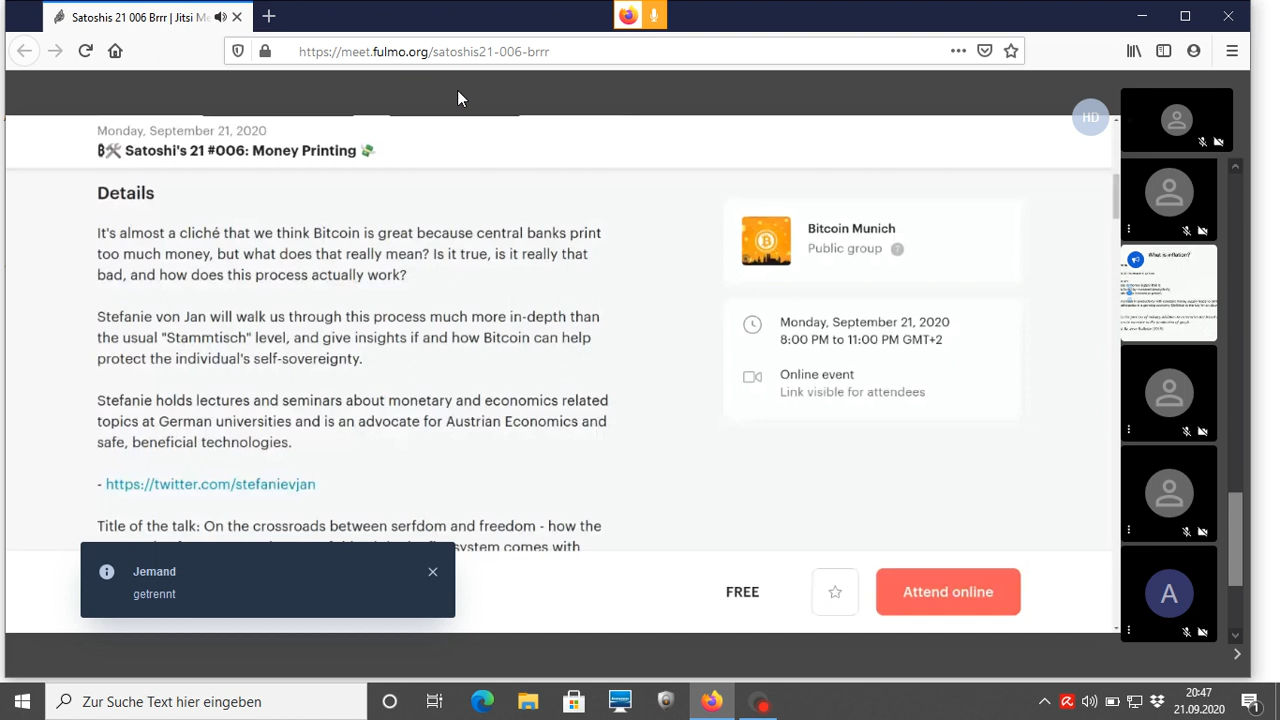 Satoshis 21 006 Brrr | Jitsi Me
https://meet.fulmo.org/satoshis21-006-brrr
HD
Monday, September 21, 2020
Satoshi's 21 #006: Money Printing
Details
It's almost a cliché that we think Bitcoin is great because central banks print
too much money, but what does that really mean? Is it true, is it really that
bad, and how does this process actually work?
Stefanie von Jan will walk us through this process much more in-depth than
the usual "Stammtisch" level, and give insights if and how Bitcoin can help
protect the individual's self-sovereignty.
Stefanie holds lectures and seminars about monetary and economics related
topics at German universities and is an advocate for Austrian Economics and
safe, beneficial technologies.
- https://twitter.com/stefanievjan
Title of the talk: On the crossroads between serfdom and freedom - how the
system comes with
Bitcoin Munich
Public group ?
Monday, September 21, 2020
8:00 PM to 11:00 PM GMT+2
Online event
Link visible for attendees
What is inflation?
A
Jemand
getrennt
FREE
Attend online
Zur Suche Text hier eingeben
20:47
21.09.2020
1